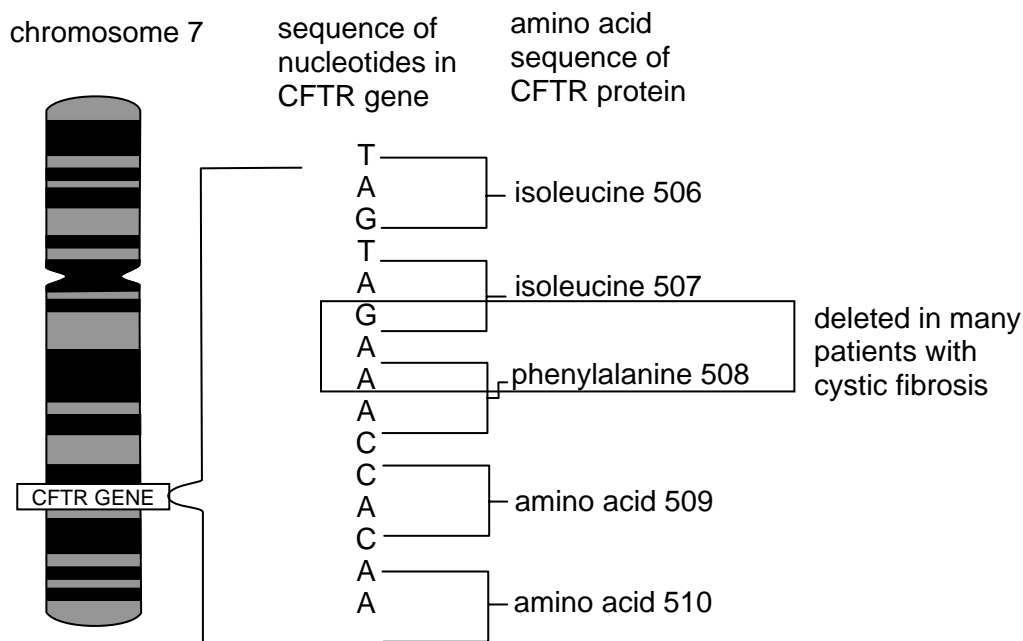 chromosome 7
sequence of
nucleotides in
CFTR gene
amino acid
sequence of
CFTR protein
T
A
G
isoleucine 506
T
A
G
isoleucine 507
A
A
A
phenylalanine 508
deleted in many
patients with
cystic fibrosis
C
C
A
C
amino acid 509
A
A
amino acid 510
CFTR GENE